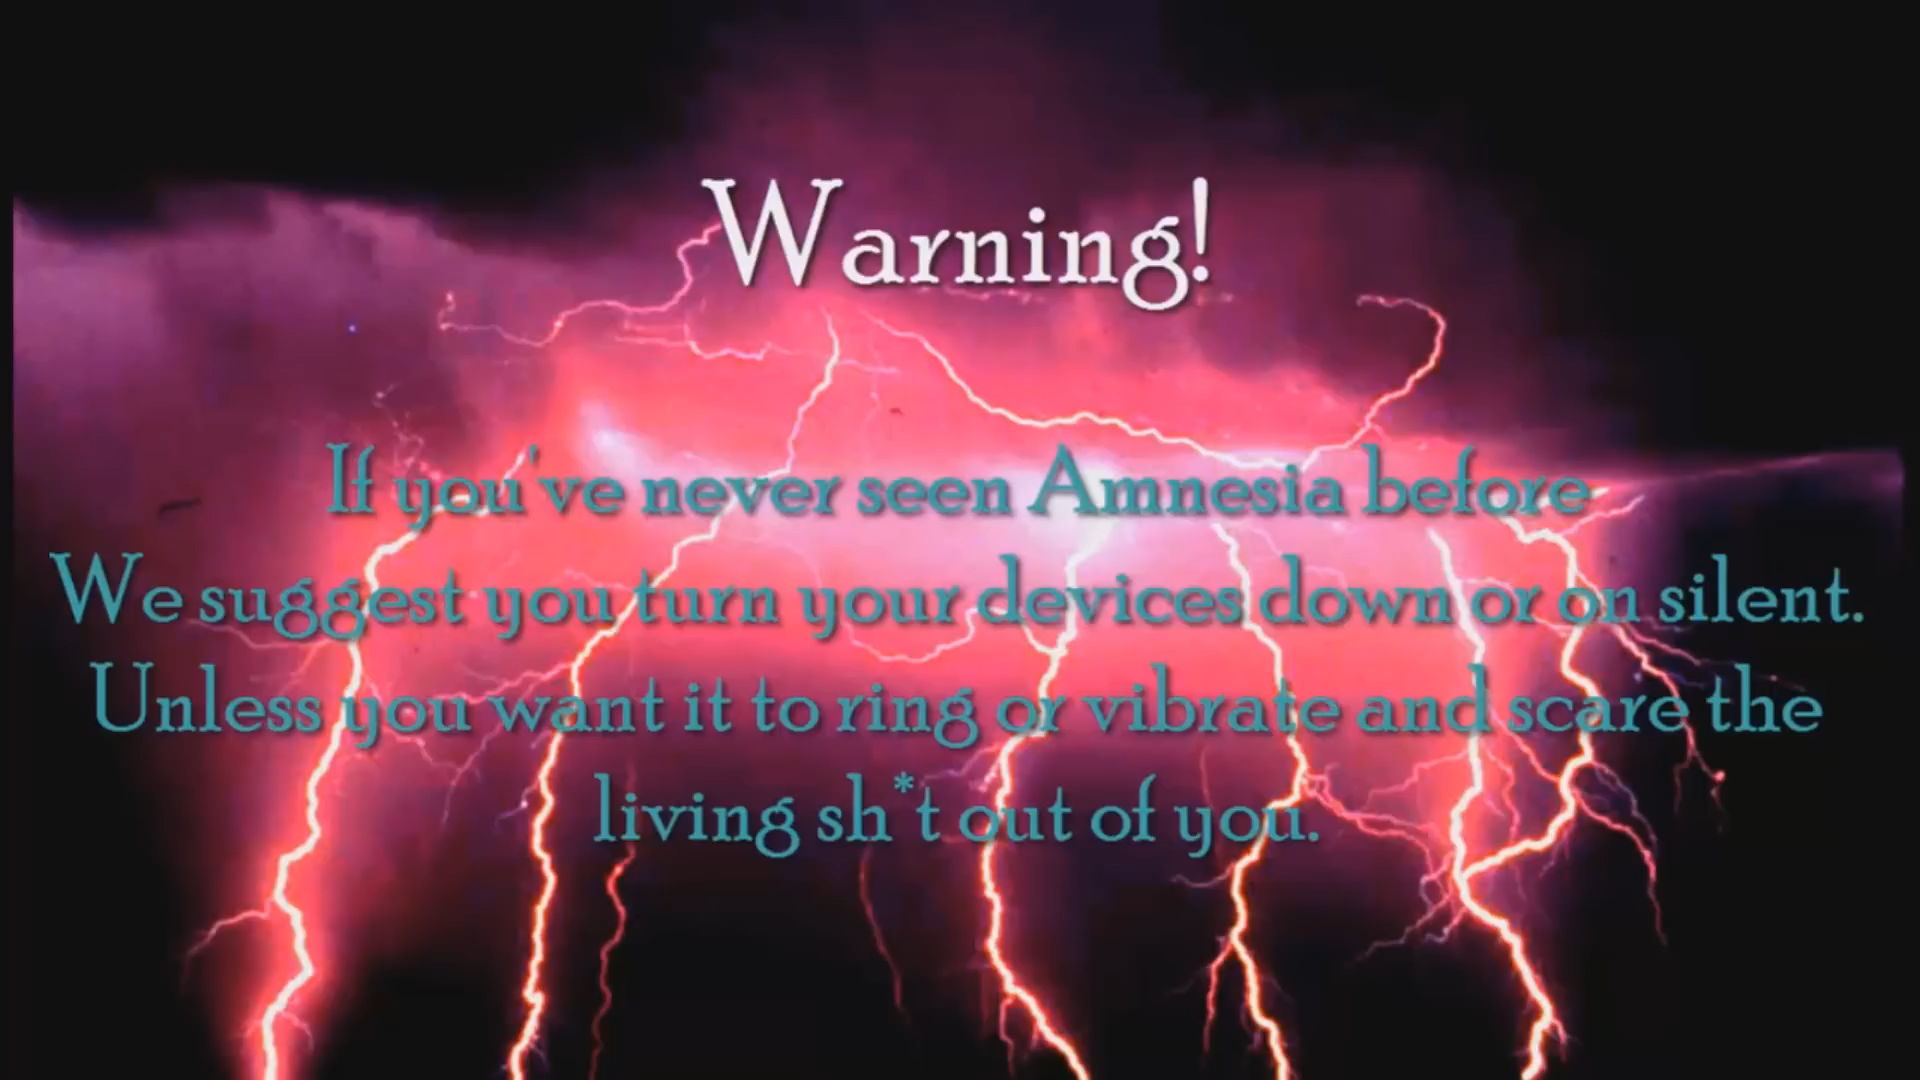 Warning!
If you've never seen Amnesia before
We suggest you turn your devices down or on silent.
Unless you want it to ring or vibrate and scare the
living sh*t out of you.